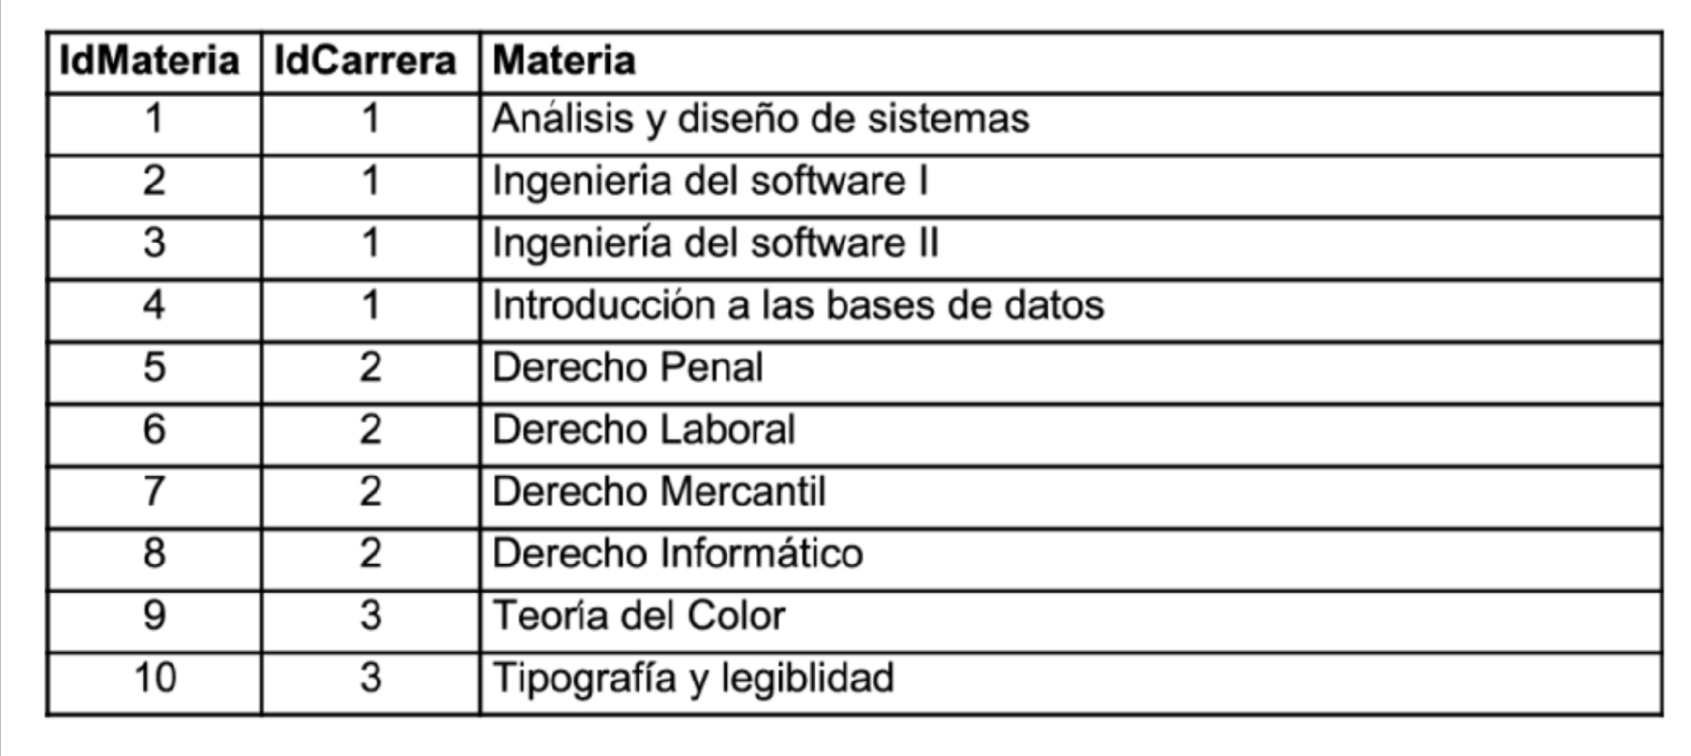 IdMateria IdCarrera Materia
1 1 Análisis y diseño de sistemas
2 1 Ingeniería del software I
3 1 Ingeniería del software II
4 1 Introducción a las bases de datos
5 2 Derecho Penal
6 2 Derecho Laboral
7 2 Derecho Mercantil
8 2 Derecho Informático
9 3 Teoría del Color
10 3 Tipografía y legiblidad